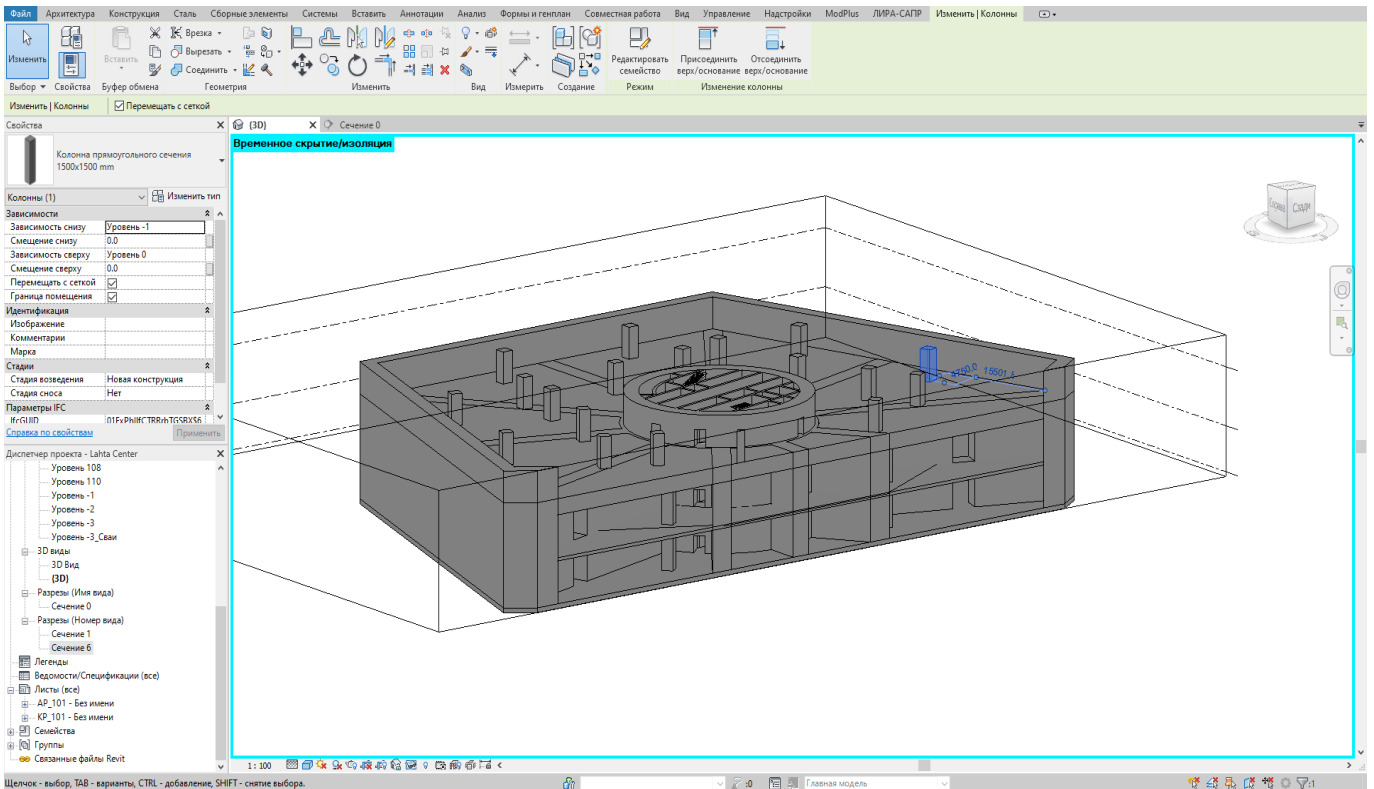 Файл Архитектура Конструкция Сталь Сборные элементы Системы Вставить Аннотации Анализ Формы и генплан Совместная работа Вид Управление Надстройки ModPlus ЛИРА-САПР Изменить | Колонны
Изменить Вставить Врезка Вырезать Соединить Редактировать семейство Присоединить верх/основание Отсоединить верх/основание
Выбор Свойства Буфер обмена Геометрия Изменить Вид Измерить Создание Режим Изменение колонны
Изменить | Колонны Перемещать с сеткой
Свойства
{3D} Сечение 0
Временное скрытие/изоляция
Колонна прямоугольного сечения
1500x1500 mm
Колонны (1) Изменить тип
Зависимости
Зависимость снизу Уровень -1
Смещение снизу 0.0
Зависимость сверху Уровень 0
Смещение сверху 0.0
Перемещать с сеткой
Граница помещения
Идентификация
Изображение
Комментарии
Марка
Стадии
Стадия возведения Новая конструкция
Стадия сноса Нет
Параметры IFC
IfcGUID
Справка по свойствам Применить
Диспетчер проекта - Lahta Center
Уровень 108
Уровень 110
Уровень -1
Уровень -2
Уровень -3
Уровень -3_Сваи
3D виды
3D Вид
{3D}
Разрезы (Имя вида)
Сечение 0
Разрезы (Номер вида)
Сечение 1
Сечение 6
Легенды
Ведомости/Спецификации (все)
Листы (все)
АР_101 - Без имени
КР_101 - Без имени
Семейства
Группы
Связанные файлы Revit
Сзади
4750.0 15501.5
1 : 100
Щелчок - выбор, TAB - варианты, CTRL - добавление, SHIFT - снятие выбора. :0 Главная модель :1